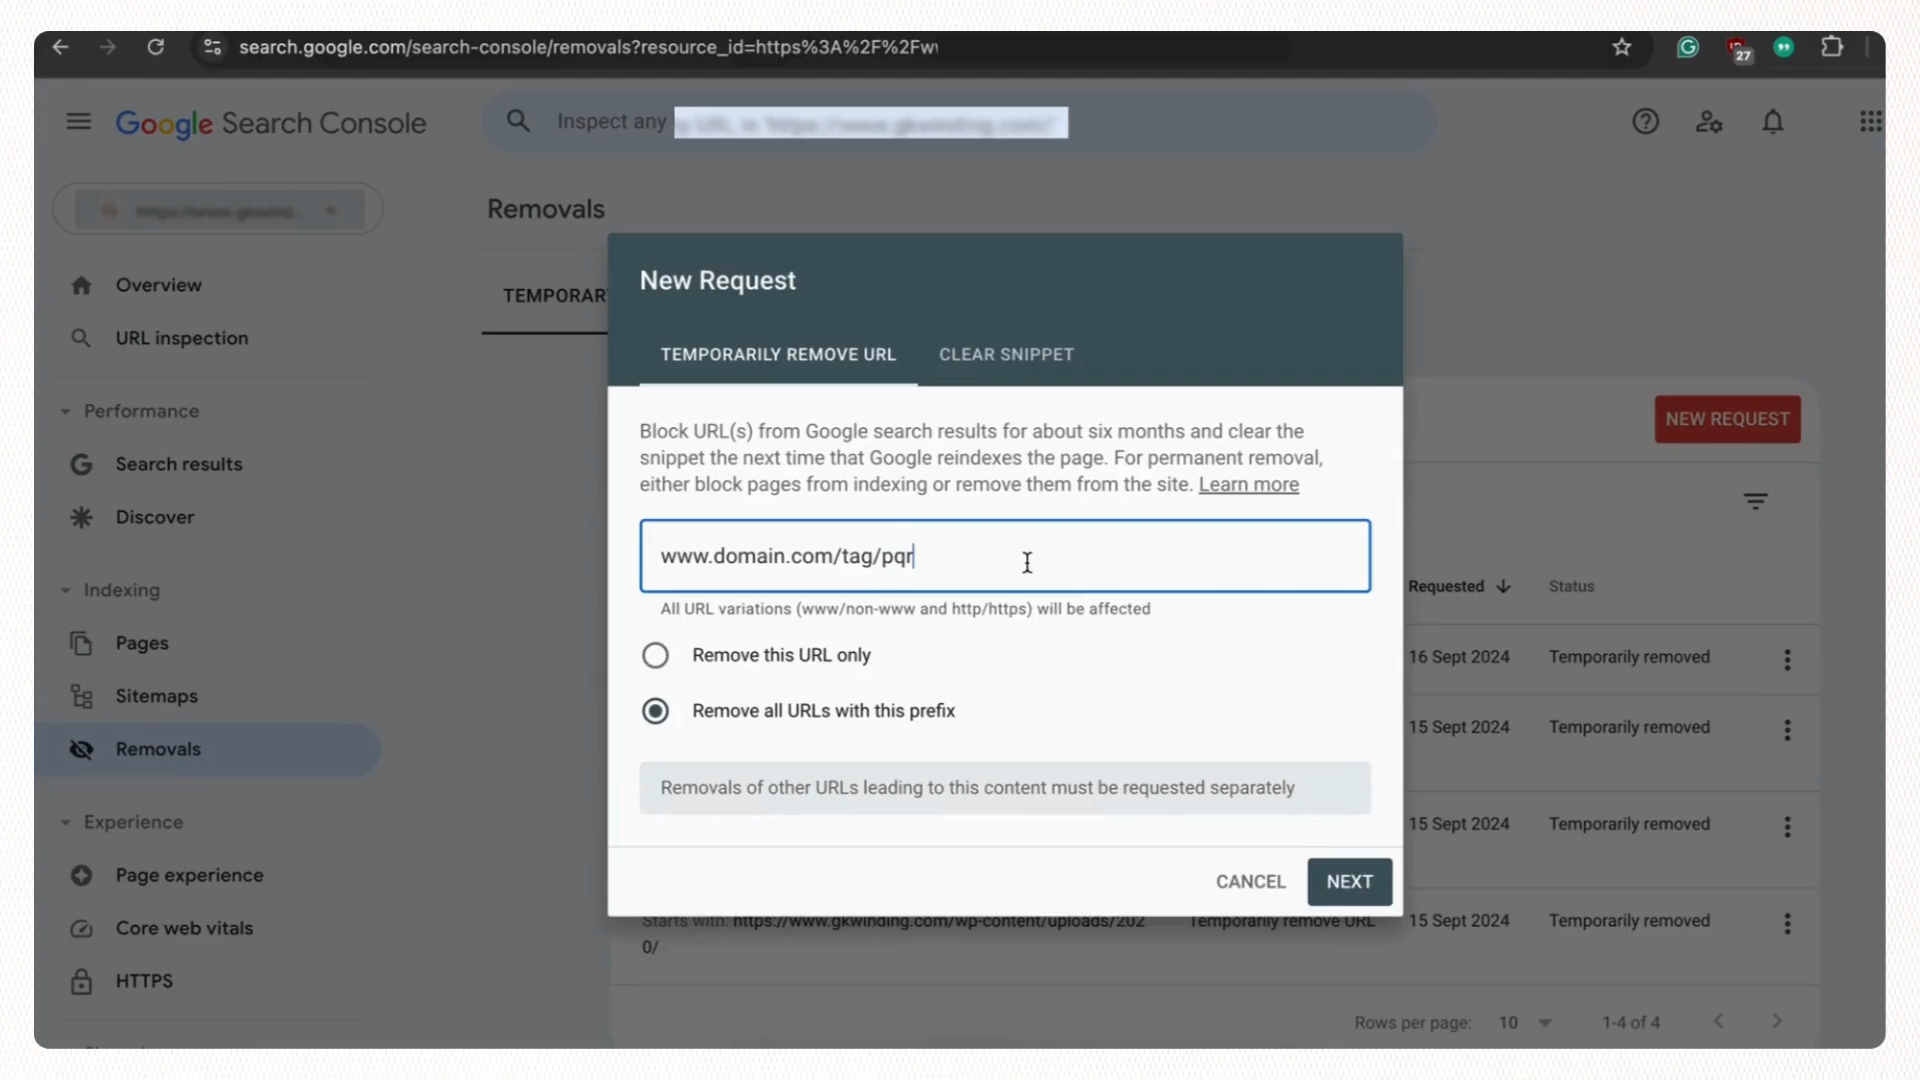 search.google.com/search-console/removals?resource_id=https%3A%2F%2Fw
27
Google Search Console
Inspect any
Removals
Overview
URL inspection
Performance
Search results
Discover
Indexing
Pages
Sitemaps
Removals
Experience
Page experience
Core web vitals
HTTPS
TEMPORAR
New Request
TEMPORARILY REMOVE URL CLEAR SNIPPET
Block URL(s) from Google search results for about six months and clear the
snippet the next time that Google reindexes the page. For permanent removal,
either block pages from indexing or remove them from the site. Learn more
www.domain.com/tag/pqr
All URL variations (www/non-www and http/https) will be affected
Remove this URL only
Remove all URLs with this prefix
Removals of other URLs leading to this content must be requested separately
CANCEL NEXT
NEW REQUEST
Requested Status
16 Sept 2024 Temporarily removed
15 Sept 2024 Temporarily removed
15 Sept 2024 Temporarily removed
Starts with: https://www.gkwinding.com/wp-content/uploads/202 Temporarily remove URL 15 Sept 2024 Temporarily removed
0/
Rows per page: 10 1-4 of 4